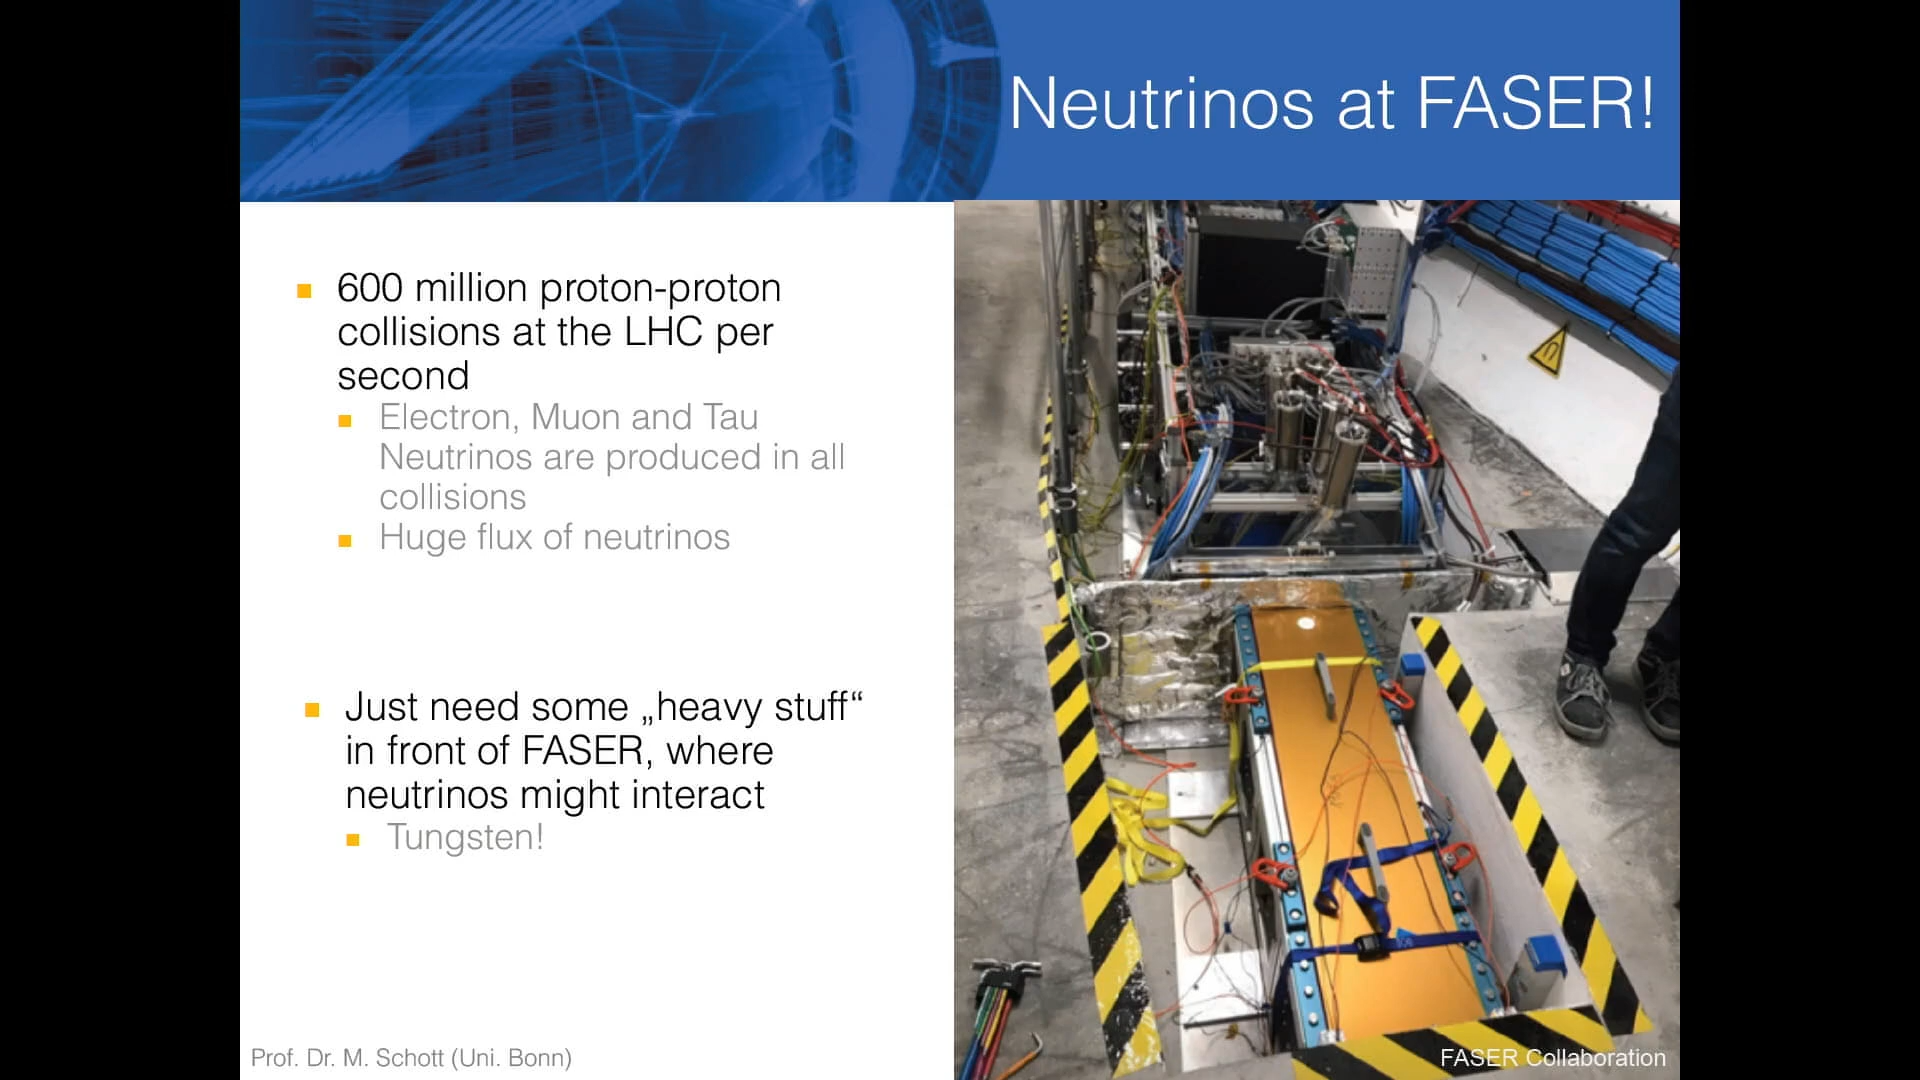 Neutrinos at FASER!
600 million proton-proton
collisions at the LHC per
second
Electron, Muon and Tau
Neutrinos are produced in all
collisions
Huge flux of neutrinos
Just need some „heavy stuff“
in front of FASER, where
neutrinos might interact
Tungsten!
Prof. Dr. M. Schott (Uni. Bonn)
FASER Collaboration